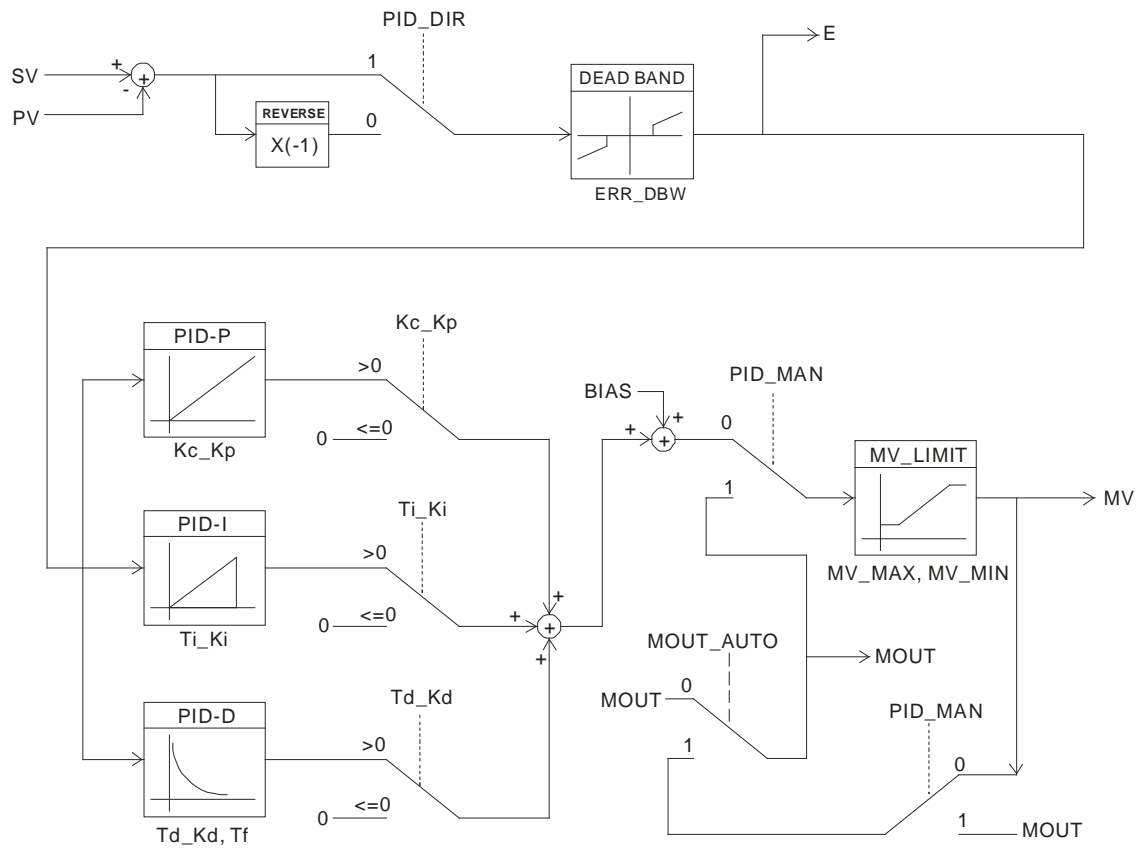 PID_DIR
E
SV
+
+
-
PV
1
0
REVERSE
X(-1)
DEAD BAND
ERR_DBW
PID-P
Kc_Kp
Kc_Kp
>0
0
<=0
PID-I
Ti_Ki
Ti_Ki
>0
0
<=0
PID-D
Td_Kd, Tf
Td_Kd
>0
0
<=0
+
+
+
+
BIAS
+
+
+
PID_MAN
0
1
MV_LIMIT
MV_MAX, MV_MIN
MV
MOUT_AUTO
MOUT
0
1
MOUT
PID_MAN
0
1
MOUT